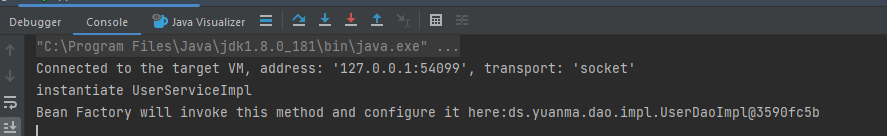 Debugger Console Java Visualizer
"C:\Program Files\Java\jdk1.8.0_181\bin\java.exe" ...
Connected to the target VM, address: '127.0.0.1:54099', transport: 'socket'
instantiate UserServiceImpl
Bean Factory will invoke this method and configure it here:ds.yuanma.dao.impl.UserDaoImpl@3590fc5b